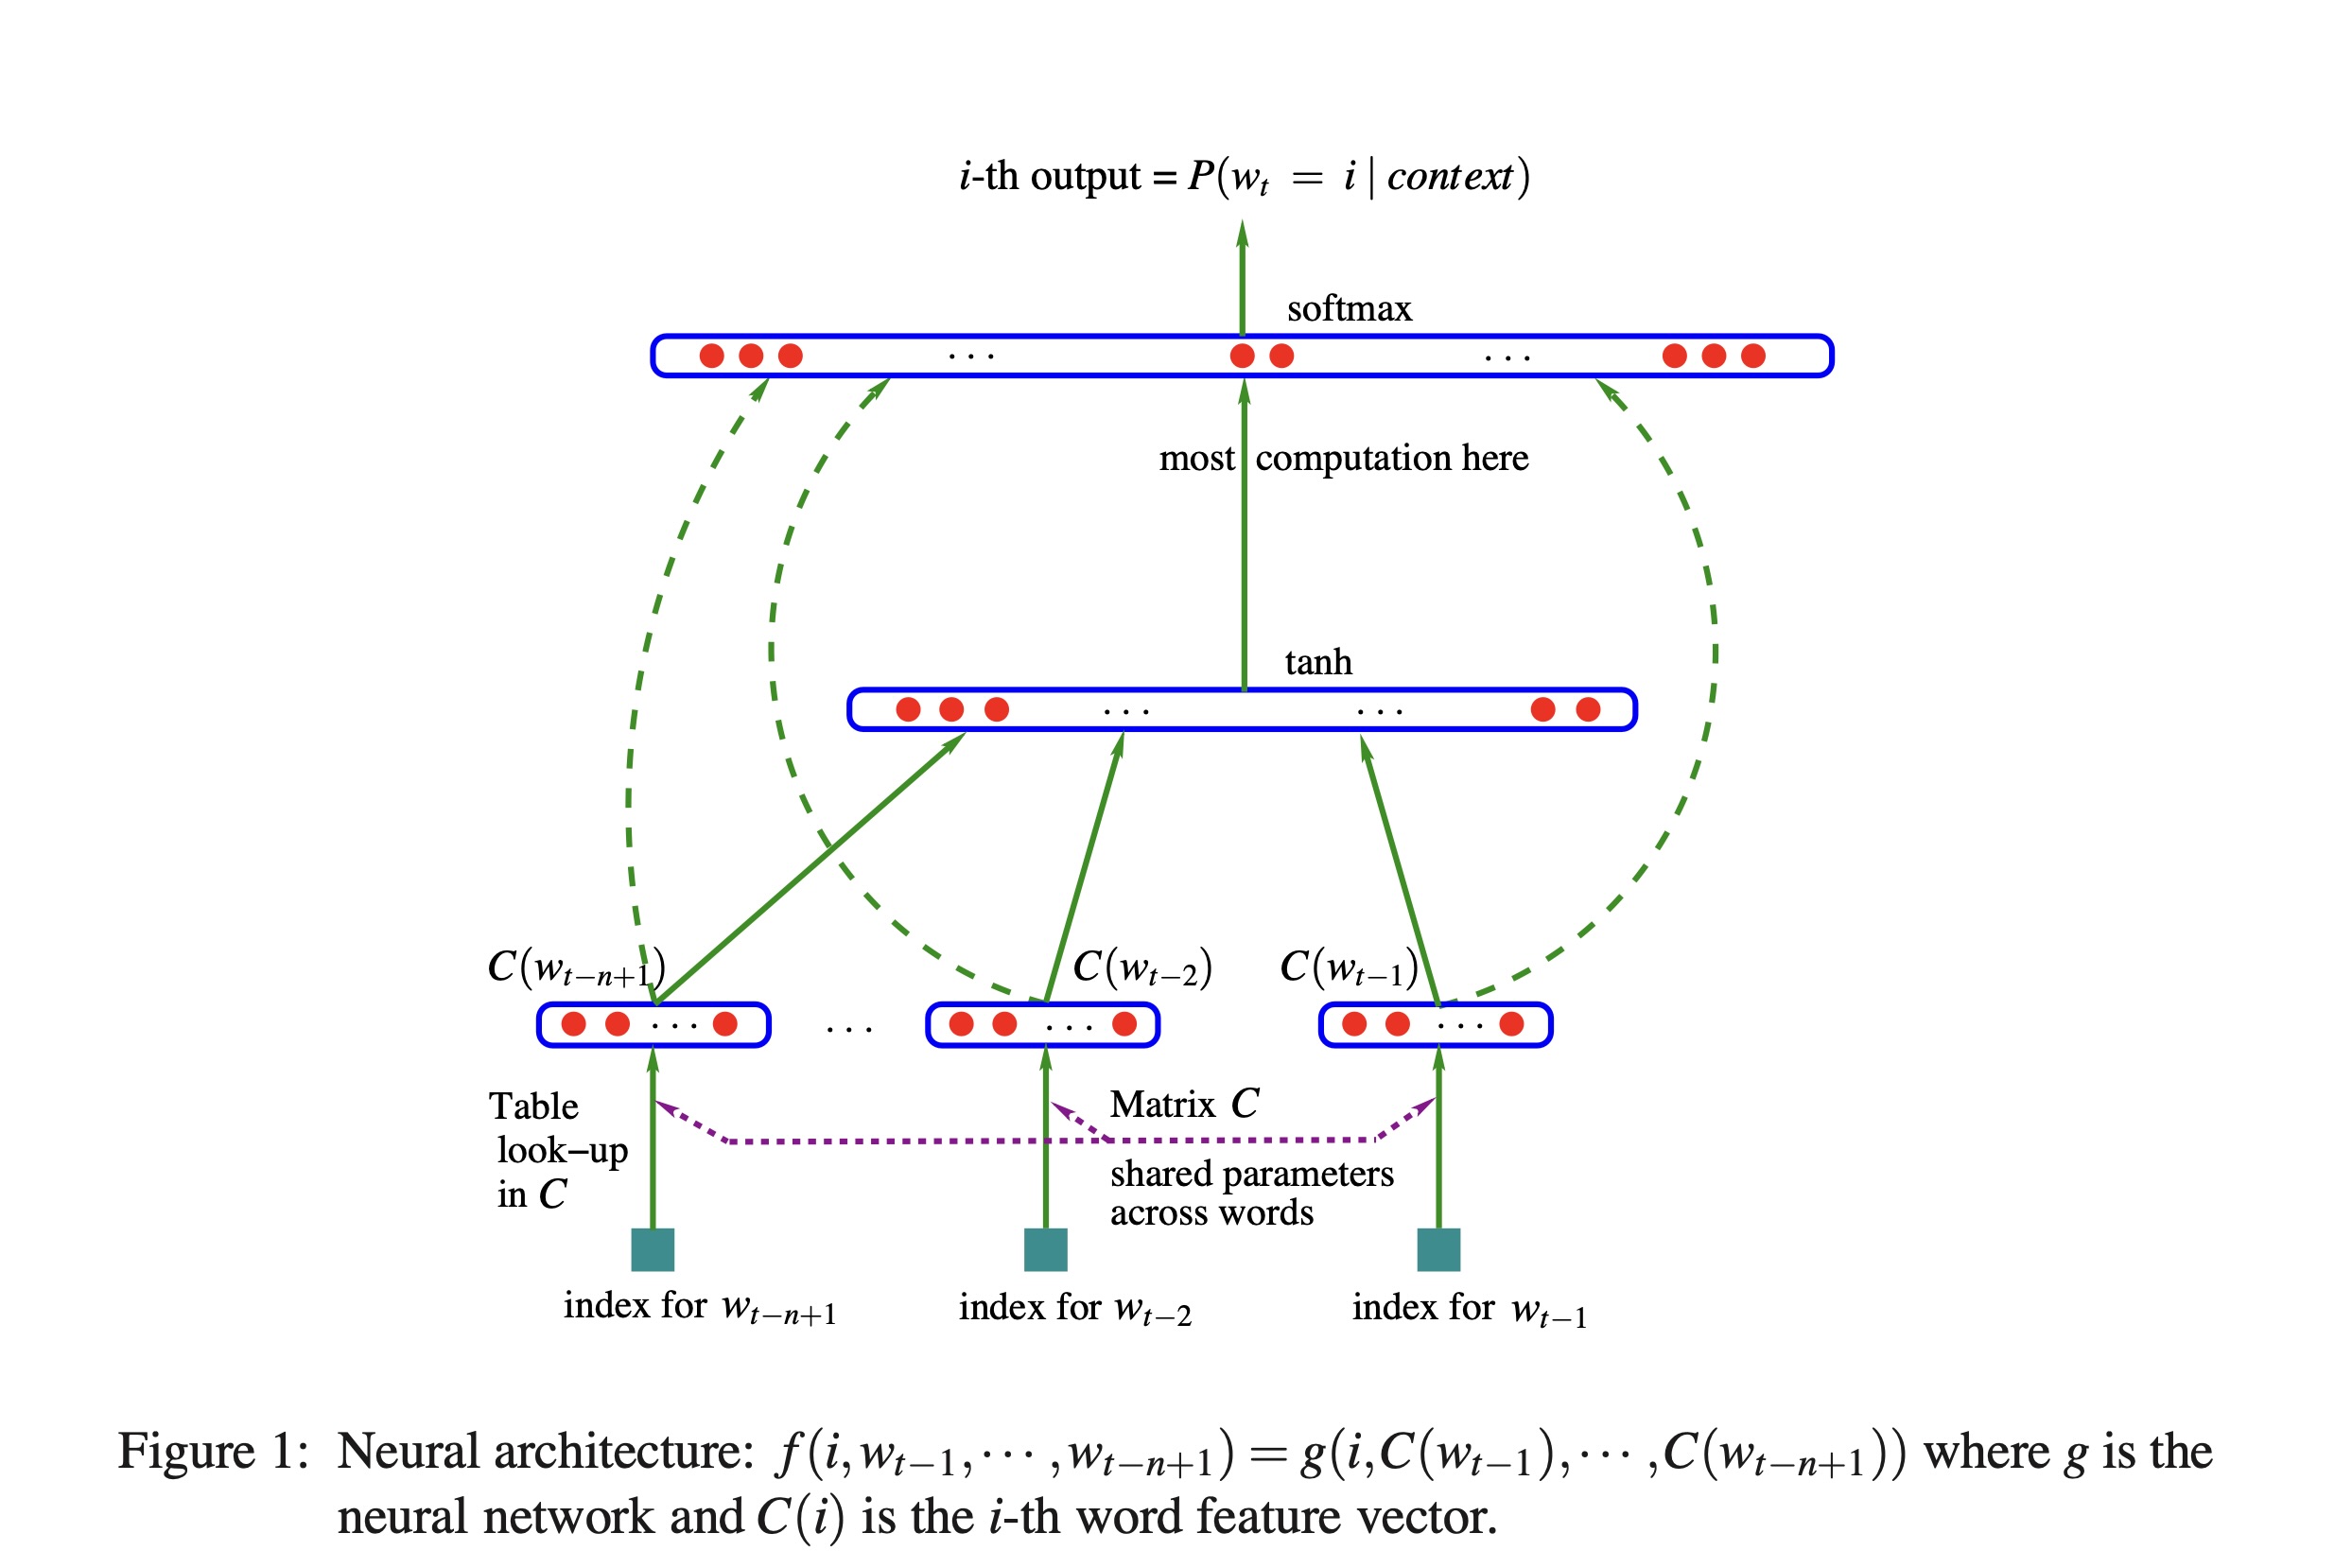 i-th output = P(w_t = i | context)
softmax
. . .
. . .
most computation here
tanh
. . .
. . .
C(w_{t−n+1})
C(w_{t−2})
C(w_{t−1})
. . .
. . .
. . .
. . .
Table
look−up
in C
Matrix C
shared parameters
across words
index for w_{t−n+1}
index for w_{t−2}
index for w_{t−1}
Figure 1: Neural architecture: f(i, w_{t−1}, ··· , w_{t−n+1}) = g(i, C(w_{t−1}), ··· , C(w_{t−n+1})) where g is the
neural network and C(i) is the i-th word feature vector.